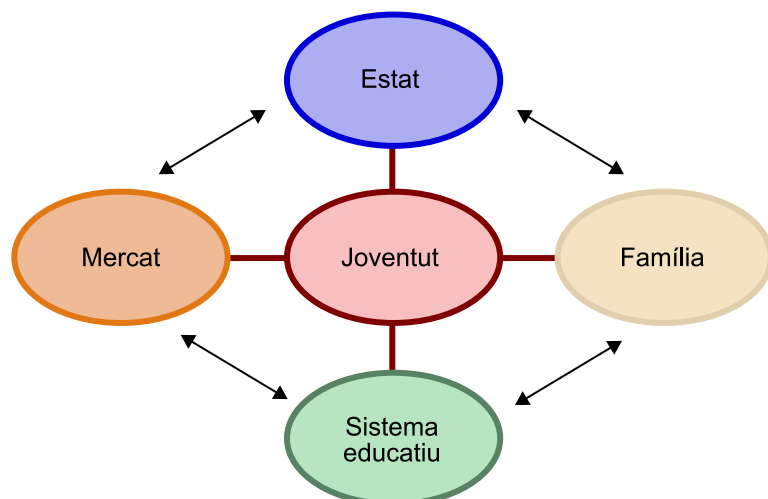 Estat
Mercat
Joventut
Família
Sistema
educatiu